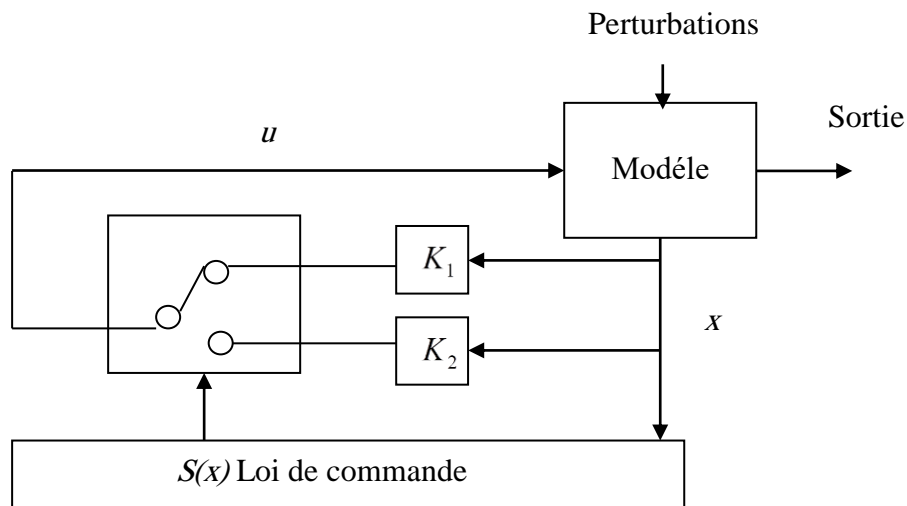 Perturbations
Sortie
u
Modéle
K₁
x
K₂
S(x) Loi de commande